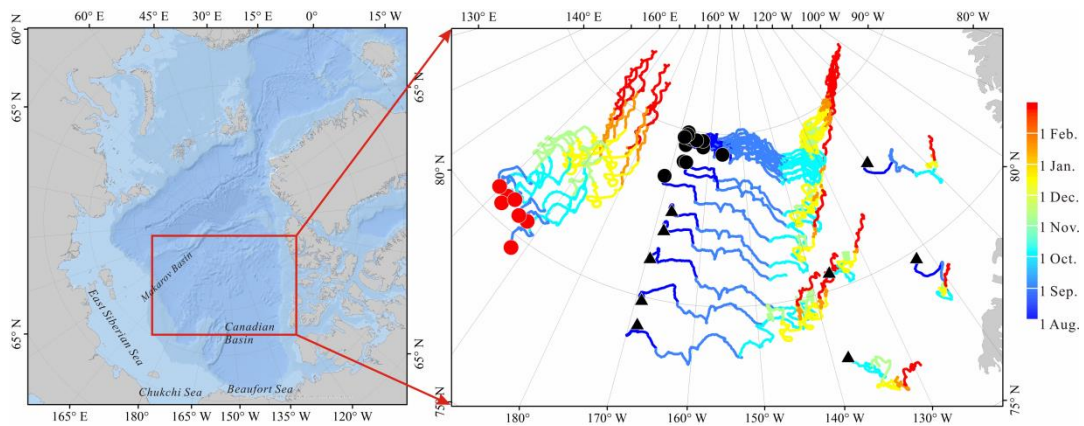 60° E 45° E 30° E 15° E 0° 15° W
60° N
65° N
65° N
Makarov Basin
East Siberian Sea
Canadian
Basin
Chukchi Sea
Beaufort Sea
65° N
65° N
165° E 180° 165° W 150° W 135° W 120° W
130° E 140° E 160° E 160° W 120° W 100° W 90° W 80° W
80° N
80° N
75° N
75° N
180° 170° W 160° W 150° W 140° W 130° W
1 Feb.
1 Jan.
1 Dec.
1 Nov.
1 Oct.
1 Sep.
1 Aug.